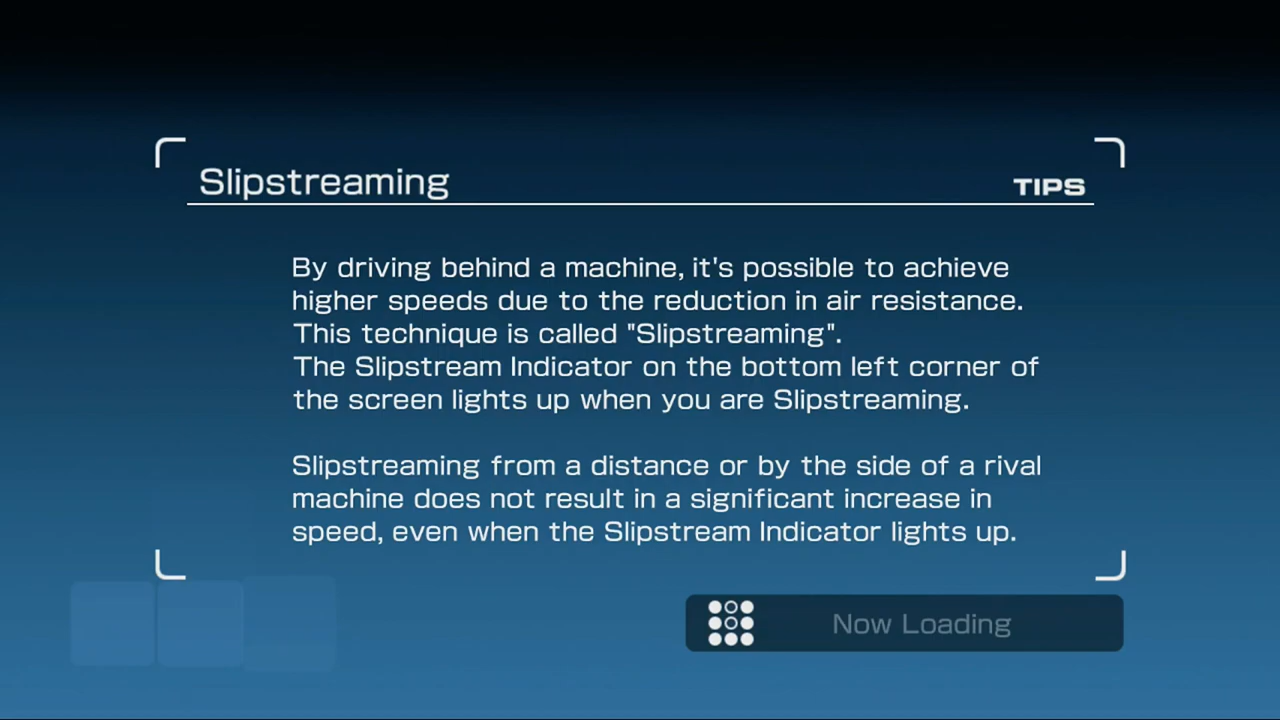 Slipstreaming
TIPS
By driving behind a machine, it's possible to achieve
higher speeds due to the reduction in air resistance.
This technique is called "Slipstreaming".
The Slipstream Indicator on the bottom left corner of
the screen lights up when you are Slipstreaming.
Slipstreaming from a distance or by the side of a rival
machine does not result in a significant increase in
speed, even when the Slipstream Indicator lights up.
Now Loading